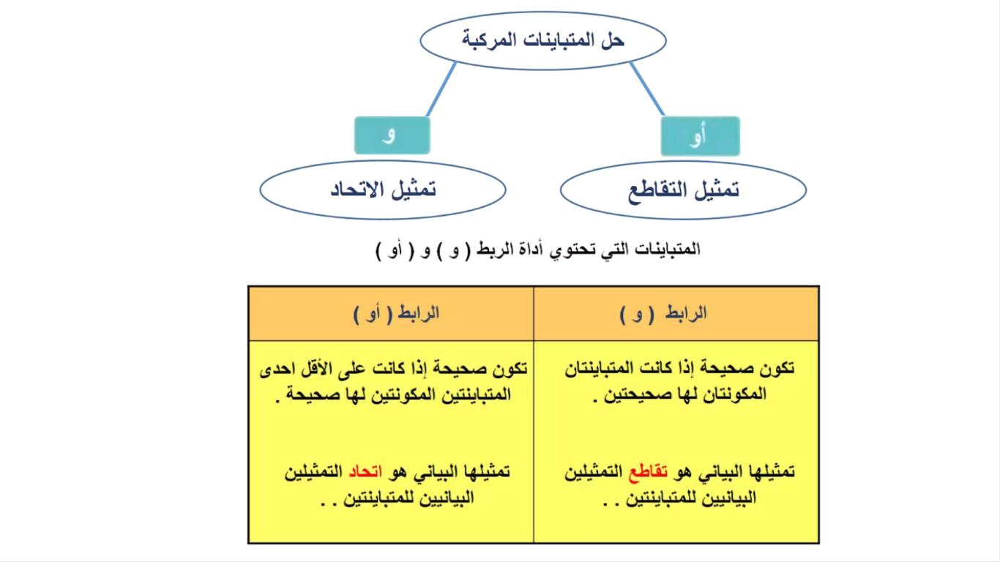 حل المتباينات المركبة
أو
و
تمثيل التقاطع
تمثيل الاتحاد
المتباينات التي تحتوي أداة الربط ( و ) و ( أو )
الرابط ( و )
الرابط ( أو )
تكون صحيحة إذا كانت المتباينتان
المكونتان لها صحيحتين .
تمثيلها البياني هو تقاطع التمثيلين
البيانيين للمتباينتين . .
تكون صحيحة إذا كانت على الأقل احدى
المتباينتين المكونتين لها صحيحة .
تمثيلها البياني هو اتحاد التمثيلين
البيانيين للمتباينتين . .